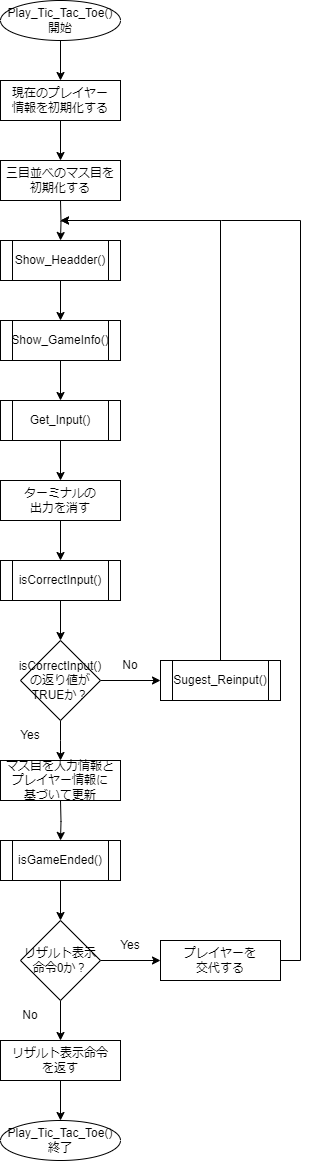 Play_Tic_Tac_Toe()
開始
現在のプレイヤー
情報を初期化する
三目並べのマス目を
初期化する
Show_Headder()
Show_GameInfo()
Get_Input()
ターミナルの
出力を消す
isCorrectInput()
isCorrectInput()
の返り値が
TRUEか？
No
Sugest_Reinput()
Yes
マス目を入力情報と
プレイヤー情報に
基づいて更新
isGameEnded()
リザルト表示
命令0か？
Yes
プレイヤーを
交代する
No
リザルト表示命令
を返す
Play_Tic_Tac_Toe()
終了